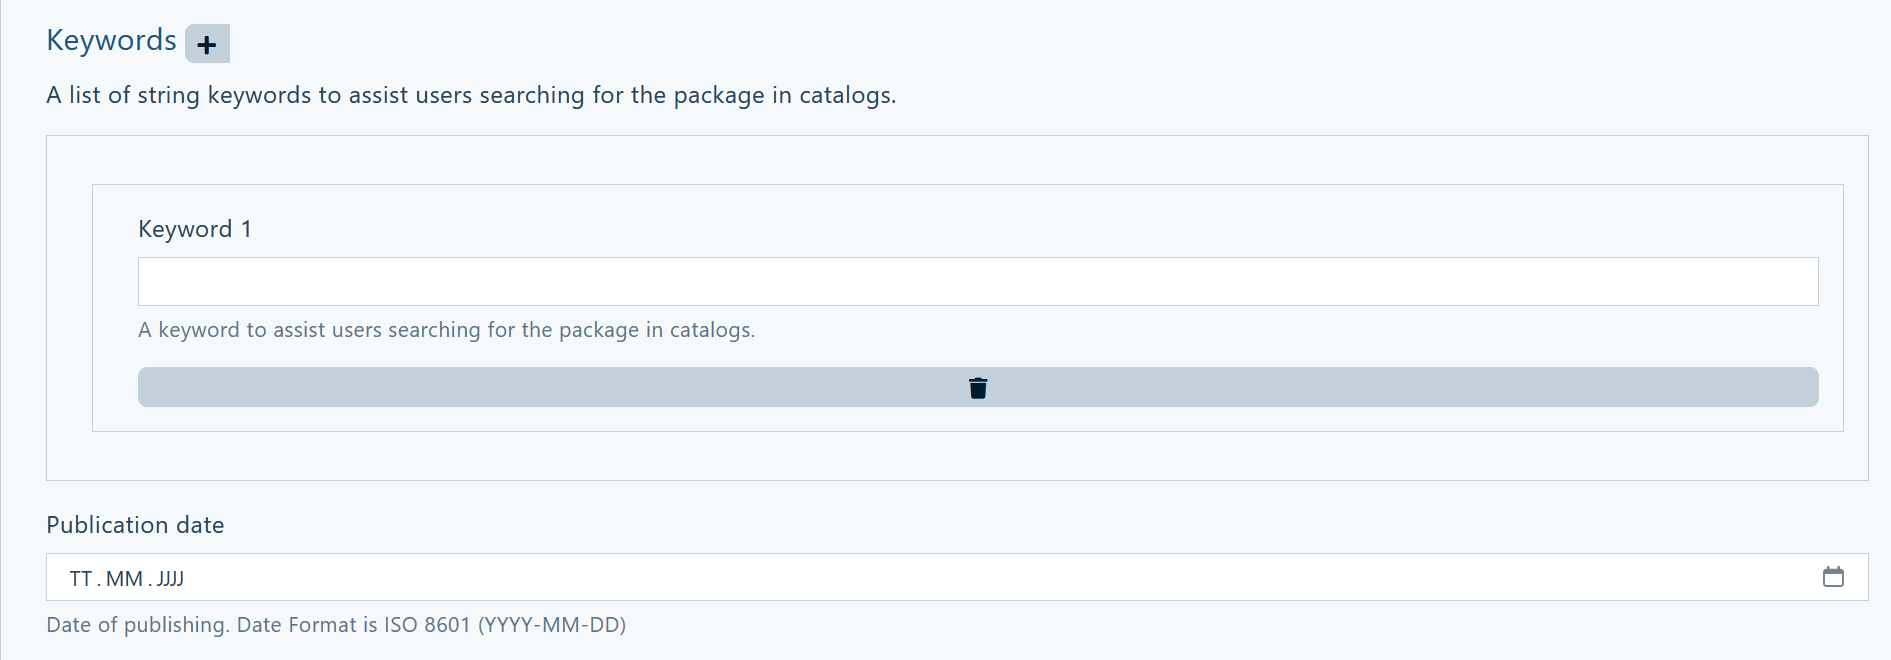 Keywords
A list of string keywords to assist users searching for the package in catalogs.
Keyword 1
A keyword to assist users searching for the package in catalogs.
Publication date
TT . MM . JJJJ
Date of publishing. Date Format is ISO 8601 (YYYY-MM-DD)